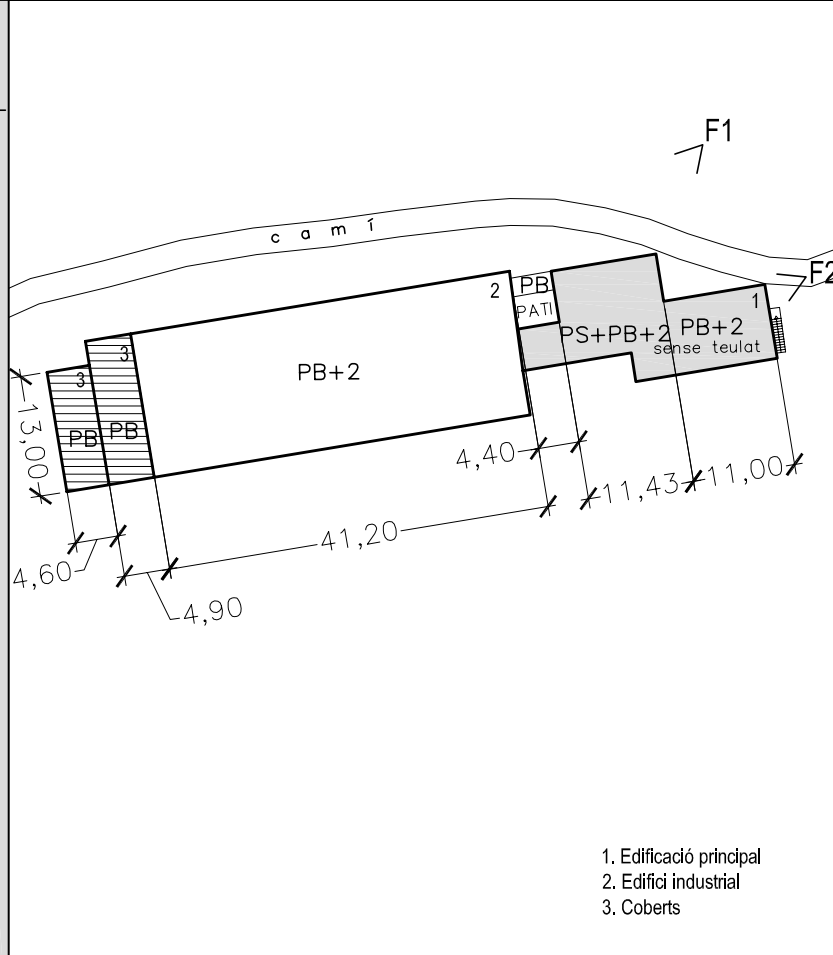 F1
camí
F2
2
PB
1
PATI
PS+PB+2
PB+2
sense teulat
3
PB+2
3
PB
PB
13,00
4,40
11,43
11,00
41,20
4,60
4,90
1. Edificació principal
2. Edifici industrial
3. Coberts